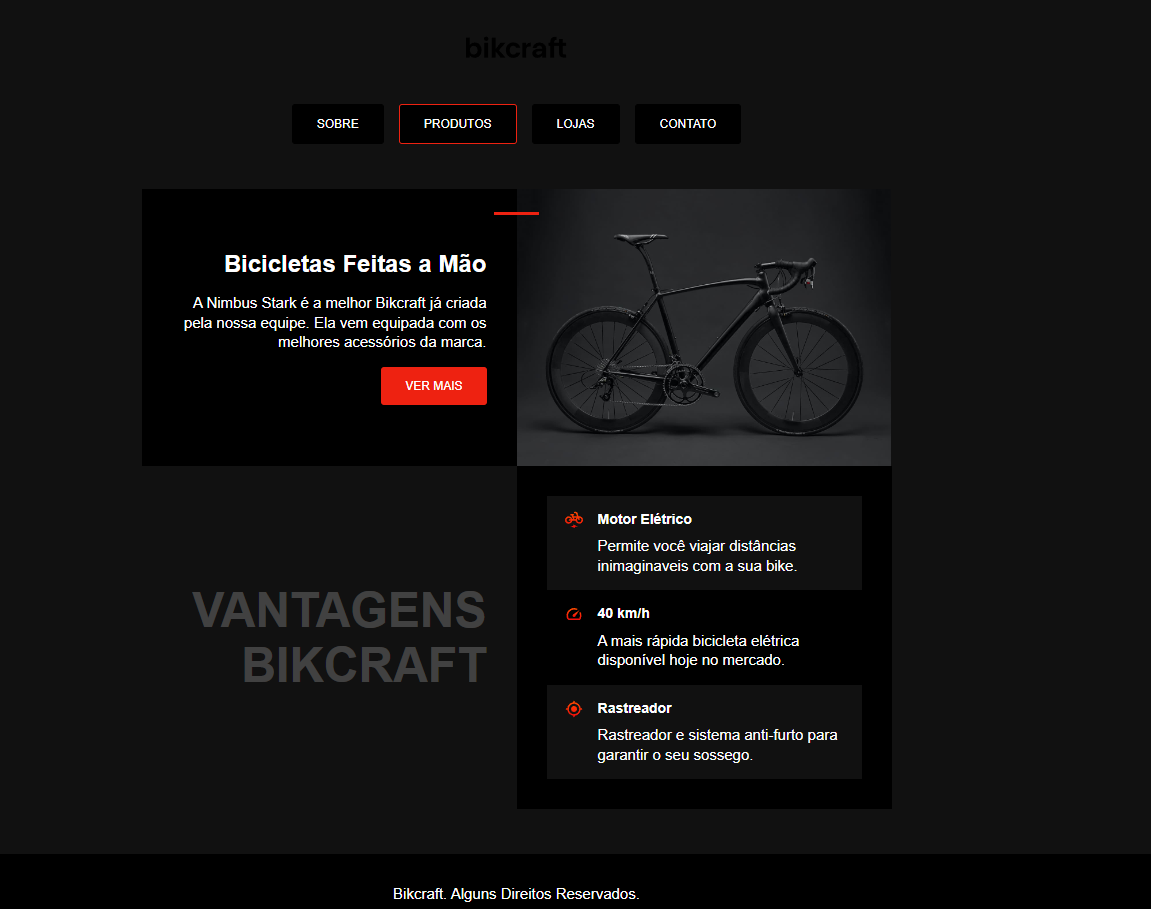 bikcraft
SOBRE
PRODUTOS
LOJAS
CONTATO
Bicicletas Feitas a Mão
A Nimbus Stark é a melhor Bikcraft já criada
pela nossa equipe. Ela vem equipada com os
melhores acessórios da marca.
VER MAIS
VANTAGENS
BIKCRAFT
Motor Elétrico
Permite você viajar distâncias
inimaginaveis com a sua bike.
40 km/h
A mais rápida bicicleta elétrica
disponível hoje no mercado.
Rastreador
Rastreador e sistema anti-furto para
garantir o seu sossego.
Bikcraft. Alguns Direitos Reservados.